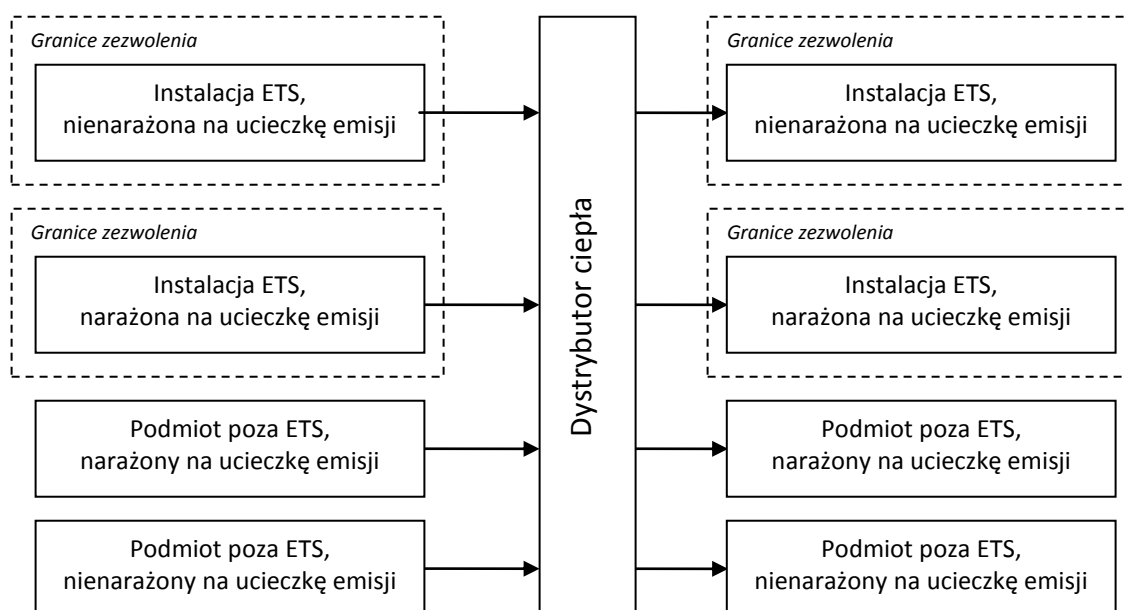 Granice zezwolenia
Instalacja ETS,
nienarażona na ucieczkę emisji
Granice zezwolenia
Instalacja ETS,
narażona na ucieczkę emisji
Podmiot poza ETS,
narażony na ucieczkę emisji
Podmiot poza ETS,
nienarażony na ucieczkę emisji
Dystrybutor ciepła
Granice zezwolenia
Instalacja ETS,
nienarażona na ucieczkę emisji
Granice zezwolenia
Instalacja ETS,
narażona na ucieczkę emisji
Podmiot poza ETS,
narażony na ucieczkę emisji
Podmiot poza ETS,
nienarażony na ucieczkę emisji